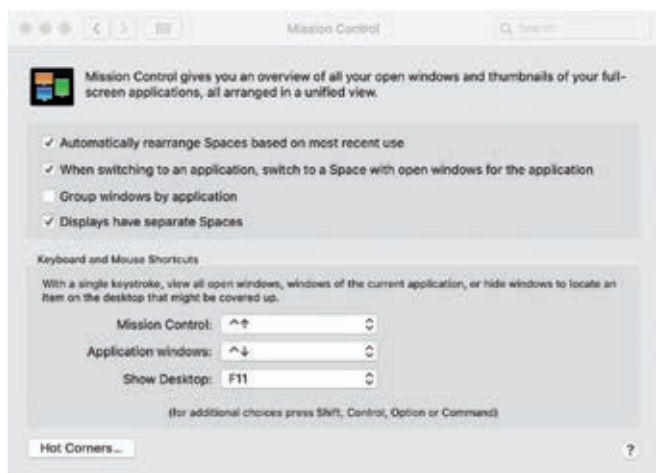 Mission Control
Search
Mission Control gives you an overview of all your open windows and thumbnails of your full-
screen applications, all arranged in a unified view.
Automatically rearrange Spaces based on most recent use
When switching to an application, switch to a Space with open windows for the application
Group windows by application
Displays have separate Spaces
Keyboard and Mouse Shortcuts
With a single keystroke, view all open windows, windows of the current application, or hide windows to locate an
item on the desktop that might be covered up.
Mission Control: ^↑
Application windows: ^↓
Show Desktop: F11
(for additional choices press Shift, Control, Option or Command)
Hot Corners... ?